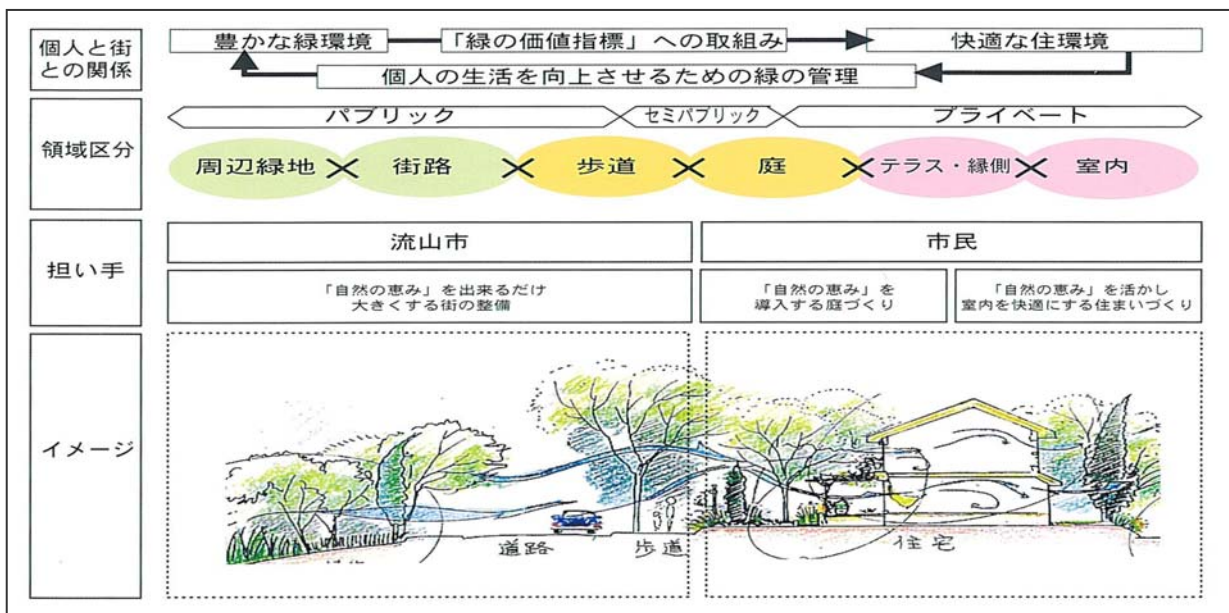 個人と街
との関係
豊かな緑環境
「緑の価値指標」への取組み
快適な住環境
個人の生活を向上させるための緑の管理
領域区分
パブリック
セミパブリック
プライベート
周辺緑地
街路
歩道
庭
テラス・縁側
室内
担い手
流山市
市民
「自然の恵み」を出来るだけ
大きくする街の整備
「自然の恵み」を
導入する庭づくり
「自然の恵み」を活かし
室内を快適にする住まいづくり
イメージ
道路
歩道
住宅